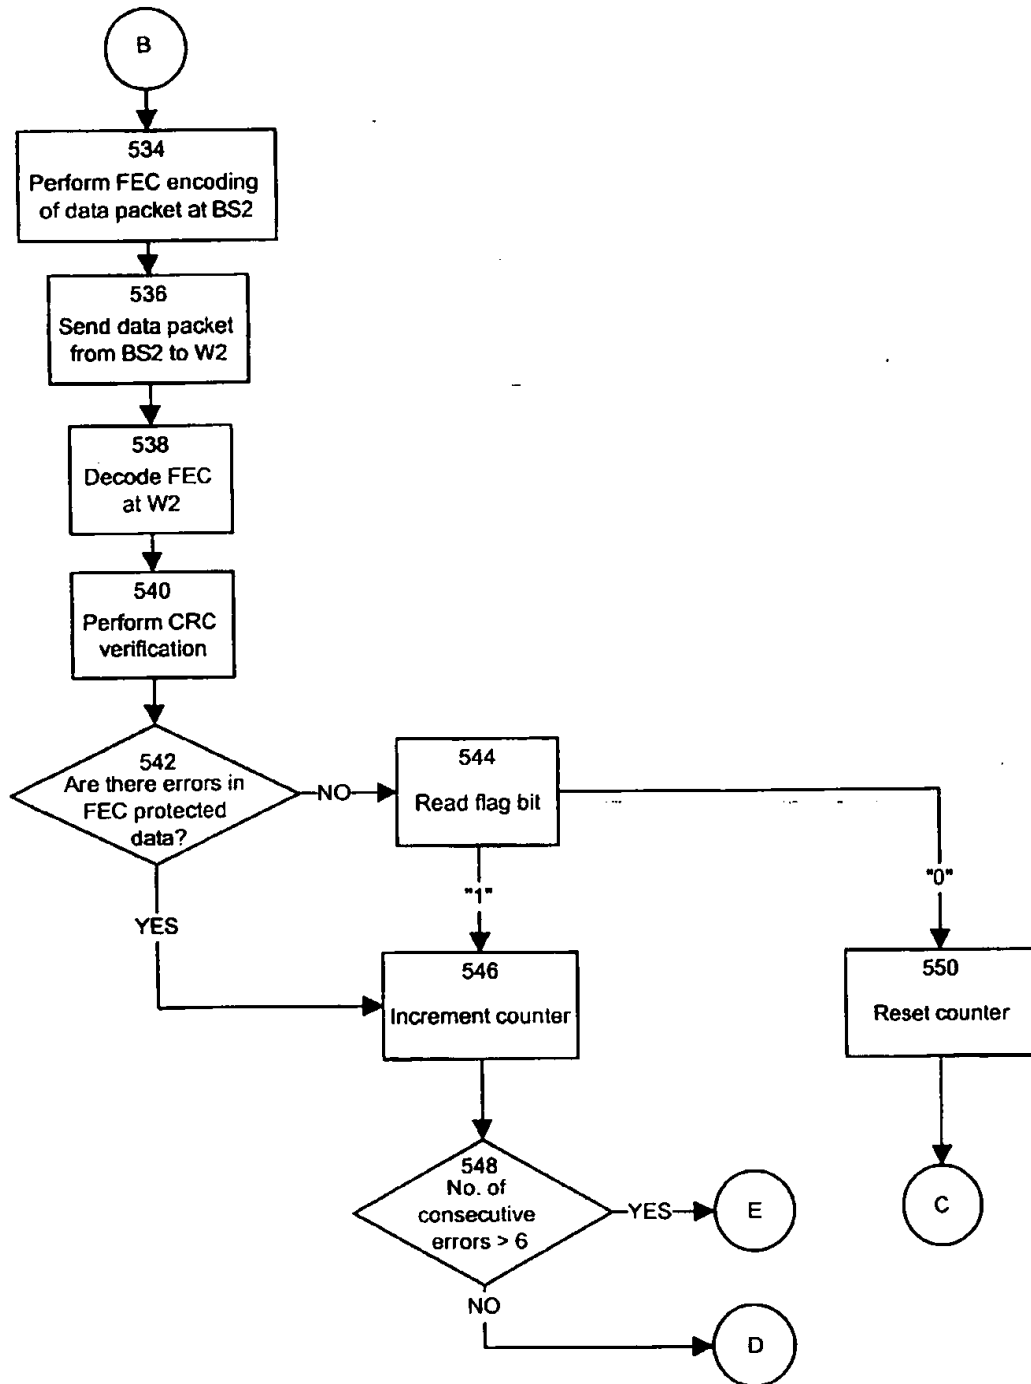 B
534
Perform FEC encoding
of data packet at BS2
536
Send data packet
from BS2 to W2
538
Decode FEC
at W2
540
Perform CRC
verification
542
Are there errors in
FEC protected
data?
NO
544
Read flag bit
"1"
"0"
YES
546
Increment counter
550
Reset counter
548
No. of
consecutive
errors > 6
YES
E
C
NO
D